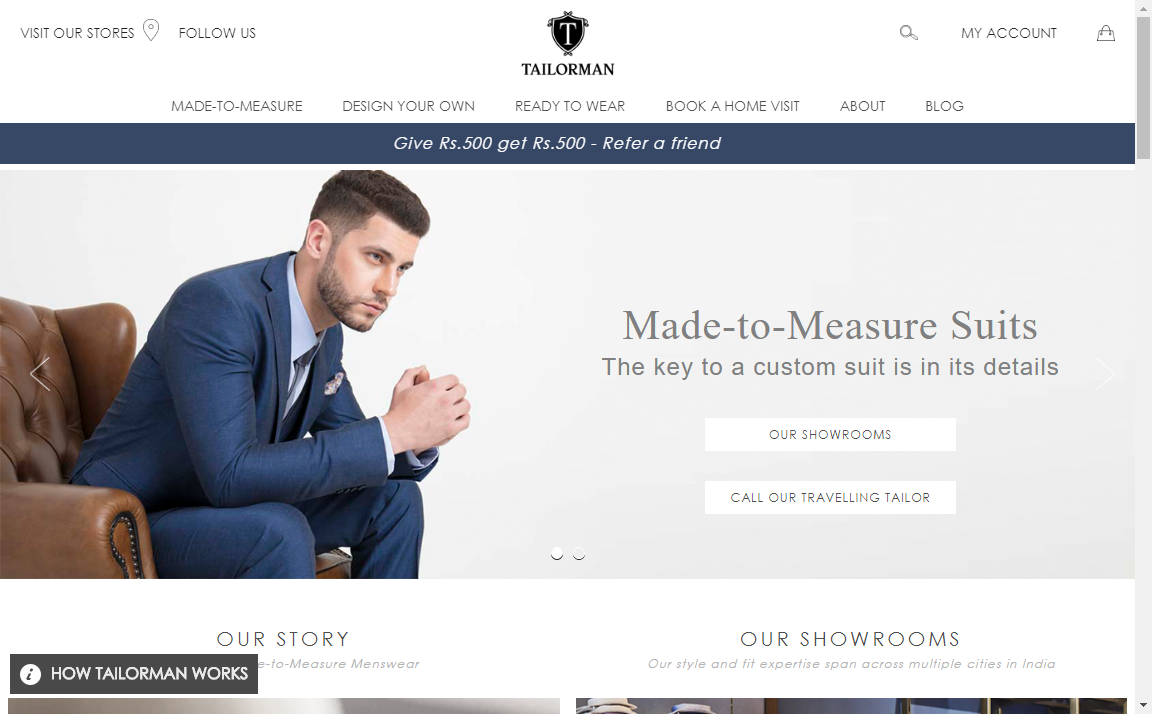 VISIT OUR STORES
FOLLOW US
T
TAILORMAN
MY ACCOUNT
MADE-TO-MEASURE
DESIGN YOUR OWN
READY TO WEAR
BOOK A HOME VISIT
ABOUT
BLOG
Give Rs.500 get Rs.500 - Refer a friend
Made-to-Measure Suits
The key to a custom suit is in its details
OUR SHOWROOMS
CALL OUR TRAVELLING TAILOR
OUR STORY
e-to-Measure Menswear
OUR SHOWROOMS
Our style and fit expertise span across multiple cities in India
i HOW TAILORMAN WORKS